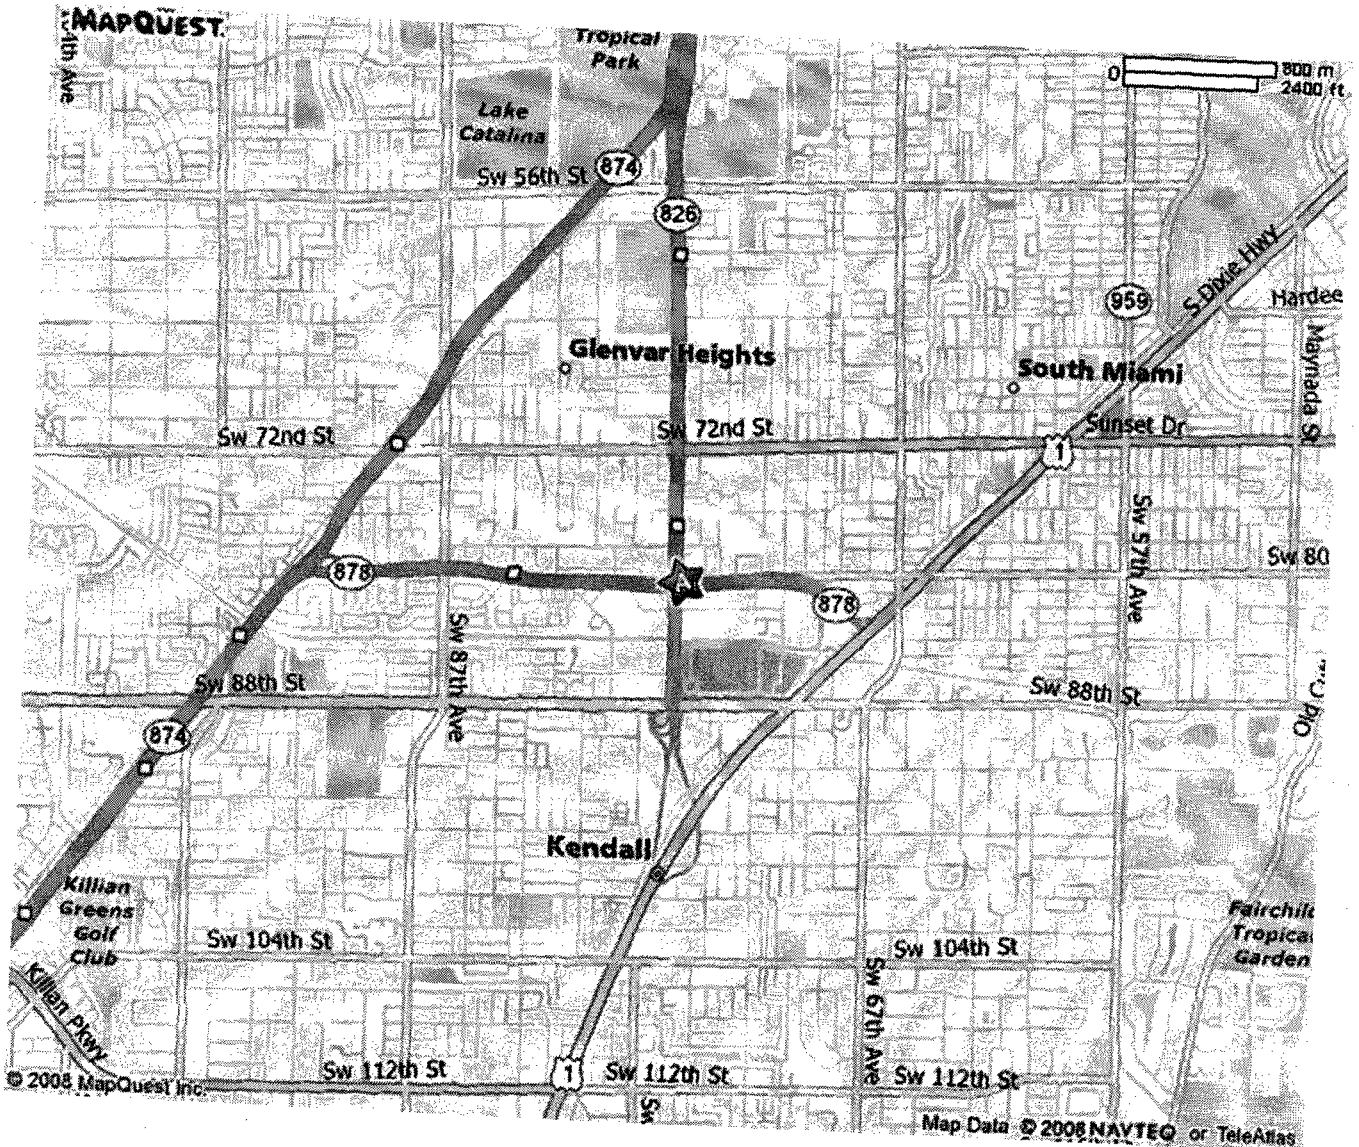 MAPQUEST.
Tropical
Park
0
800 m
2400 ft
Lake
Catalina
Sw 56th St
874
826
S Dixie Hwy
959
Hardee
Maynada St
Glenvar Heights
South Miami
Sw 72nd St
Sw 72nd St
Sunset Dr
1
Sw 57th Ave
Sw 80
878
A
878
Sw 87th Ave
Sw 88th St
Sw 88th St
Old
874
Kendall
Killian
Greens
Golf
Club
Fairchild
Tropical
Garden
Sw 104th St
Sw 104th St
Killian Pkwy
Sw 67th Ave
Sw 112th St
1
Sw 112th St
Sw 112th St
Sw
© 2008 MapQuest Inc.
Map Data © 2008 NAVTEQ or TeleAtlas